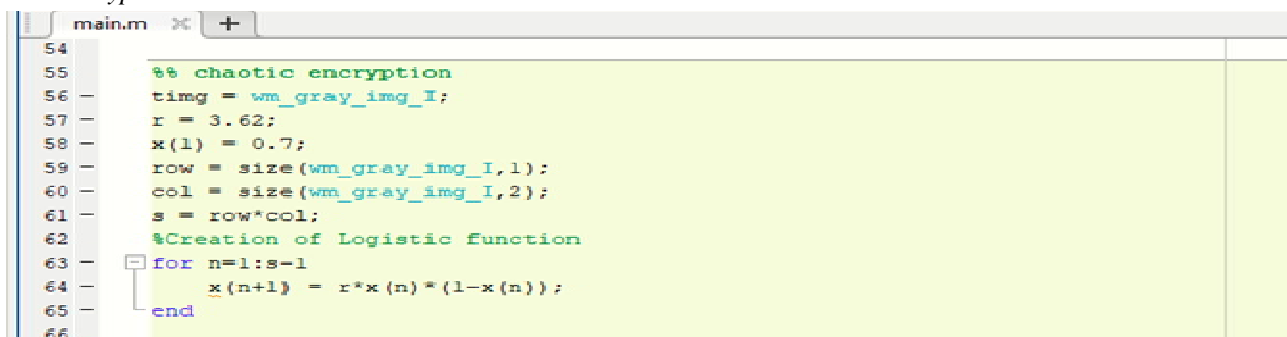 main.m
54
55 %% chaotic encryption
56 - timg = wm_gray_img_I;
57 - r = 3.62;
58 - x(1) = 0.7;
59 - row = size(wm_gray_img_I,1);
60 - col = size(wm_gray_img_I,2);
61 - s = row*col;
62 %Creation of Logistic function
63 - for n=1:s-1
64 - x(n+1) = r*x(n)*(1-x(n));
65 - end
66